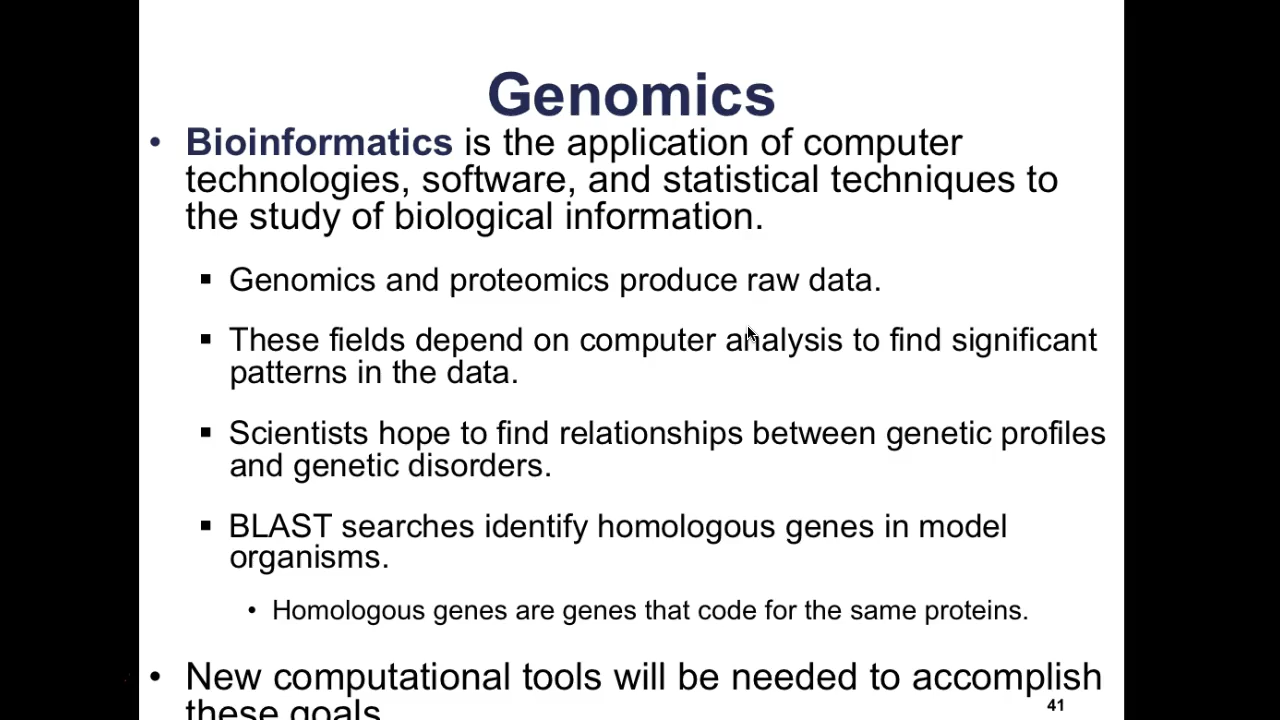 Genomics
• Bioinformatics is the application of computer
technologies, software, and statistical techniques to
the study of biological information.
▪ Genomics and proteomics produce raw data.
▪ These fields depend on computer analysis to find significant
patterns in the data.
▪ Scientists hope to find relationships between genetic profiles
and genetic disorders.
▪ BLAST searches identify homologous genes in model
organisms.
• Homologous genes are genes that code for the same proteins.
• New computational tools will be needed to accomplish
these goals
41